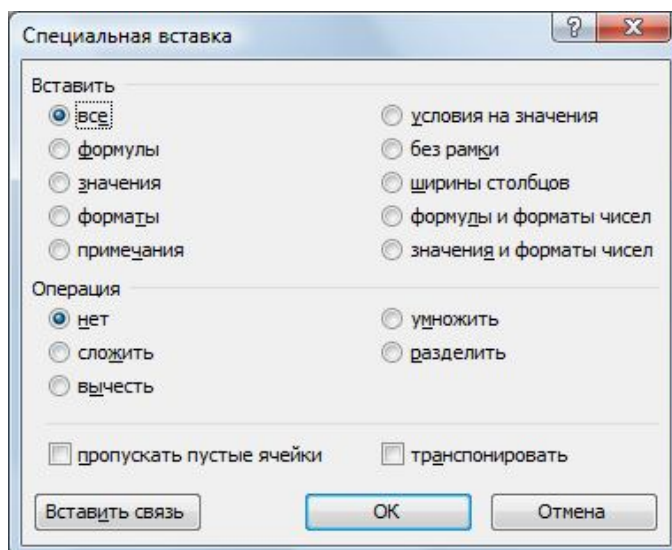 Специальная вставка
?
X
Вставить
все
условия на значения
формулы
без рамки
значения
ширины столбцов
форматы
формулы и форматы чисел
примечания
значения и форматы чисел
Операция
нет
умножить
сложить
разделить
вычесть
пропускать пустые ячейки
транспонировать
Вставить связь
ОК
Отмена